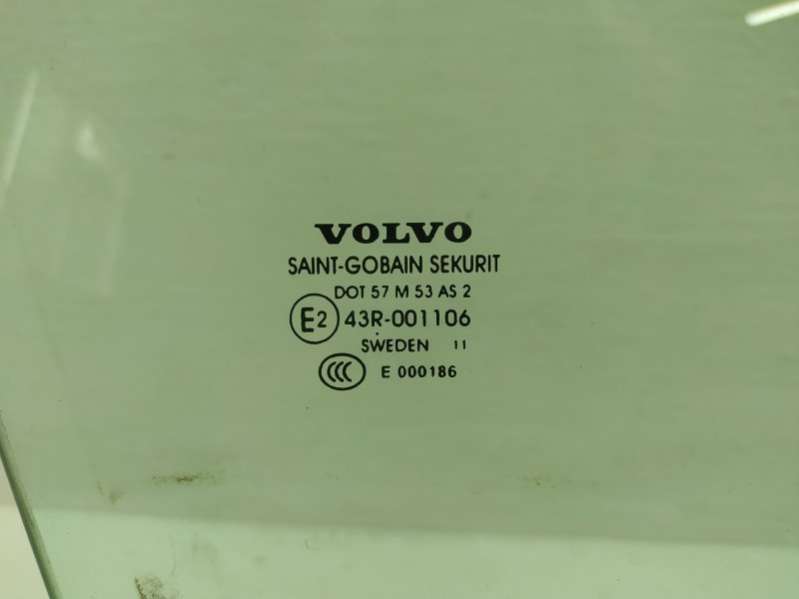 VOLVO
SAINT-GOBAIN SEKURIT
DOT 57 M 53 AS 2
E2 43R-001106
SWEDEN 11
CCC E 000186